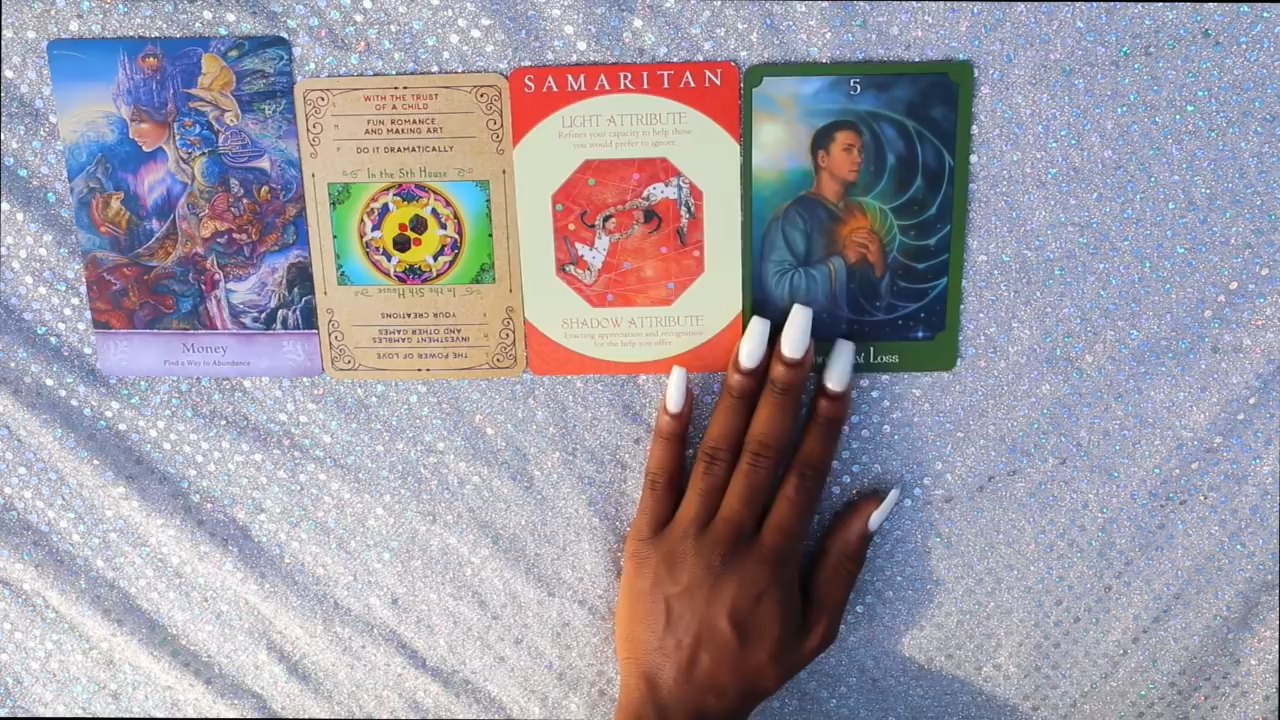 Money
Find a Way to Abundance
WITH THE TRUST
OF A CHILD
FUN, ROMANCE
AND MAKING ART
DO IT DRAMATICALLY
In the 5th House
In the 5th House
YOUR CREATIONS
INVESTMENT GAMBLES
AND OTHER GAMES
THE POWER OF LOVE
SAMARITAN
LIGHT ATTRIBUTE
Refines your capacity to help those
you would prefer to ignore.
SHADOW ATTRIBUTE
Exacting appreciation and recognition
for the help you offer.
5
Loss